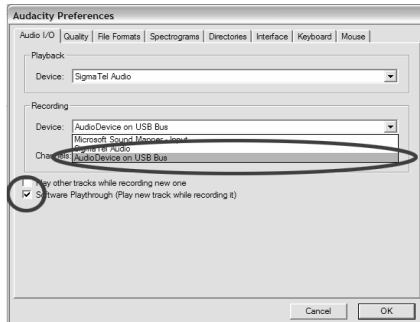 Audacity Preferences
Audio I/O Quality File Formats Spectrograms Directories Interface Keyboard Mouse
Playback
Device: SigmaTel Audio
Recording
Device: AudioDevice on USB Bus
Microsoft Sound Mapper - Input
SigmaTel Audio
Channels: AudioDevice on USB Bus
Play other tracks while recording new one
Software Playthrough (Play new track while recording it)
Cancel OK